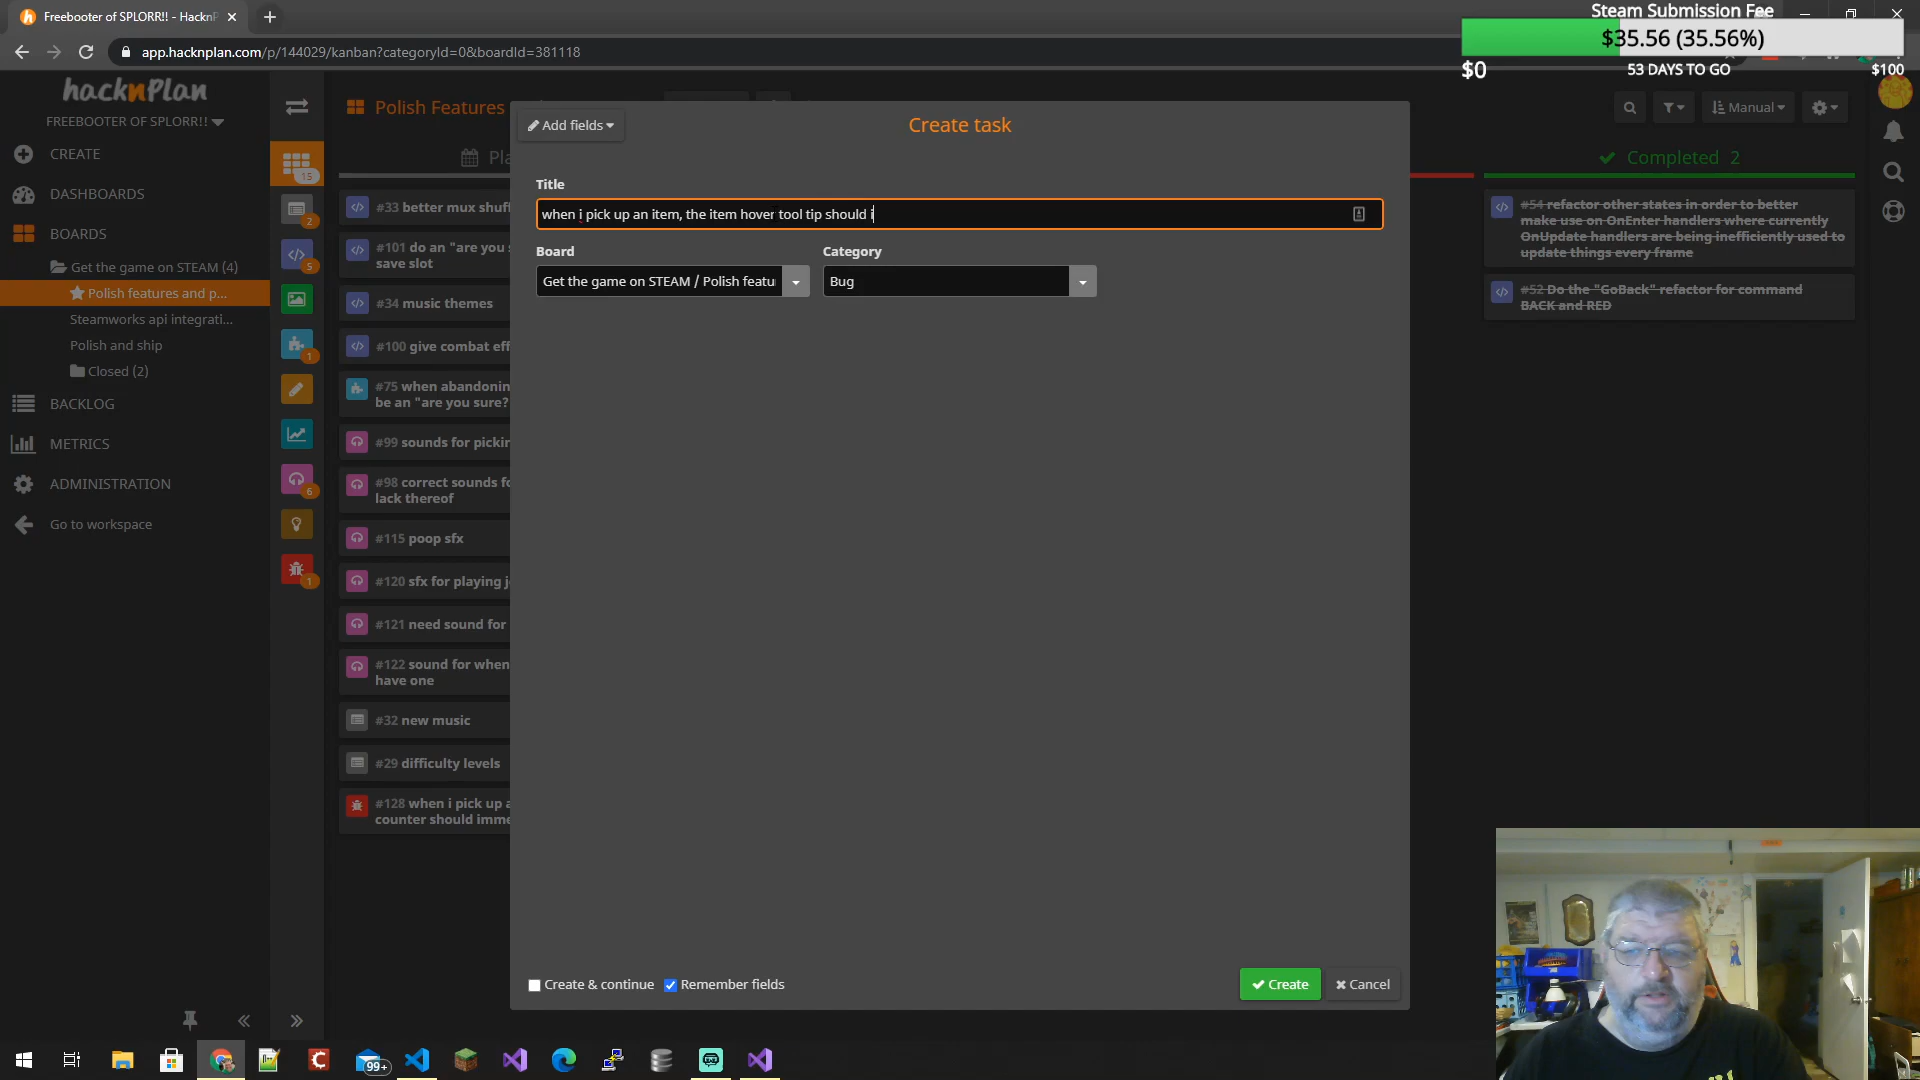 Freebooter of SPLORR!! - HacknP
app.hacknplan.com/p/144029/kanban?categoryId=0&boardId=381118
Steam Submission Fee
$35.56 (35.56%)
$0
53 DAYS TO GO
$100
hacknPlan
FREEBOOTER OF SPLORR!!
CREATE
DASHBOARDS
BOARDS
Get the game on STEAM (4)
Polish features and p...
Steamworks api integrati...
Polish and ship
Closed (2)
BACKLOG
METRICS
ADMINISTRATION
Go to workspace
15
2
5
1
6
1
Polish Features
Pla
#33 better mux shuf
#101 do an "are you s
save slot
#34 music themes
#100 give combat eff
#75 when abandonin
be an "are you sure?
#99 sounds for pickin
#98 correct sounds fo
lack thereof
#115 poop sfx
#120 sfx for playing j
#121 need sound for
#122 sound for when
have one
#32 new music
#29 difficulty levels
#128 when i pick up a
counter should imme
Add fields
Create task
Title
when i pick up an item, the item hover tool tip should i
Board
Category
Get the game on STEAM / Polish featu
Bug
Create & continue
Remember fields
Create
Cancel
Manual
Completed 2
#54 refactor other states in order to better
make use on OnEnter handlers where currently
OnUpdate handlers are being inefficiently used to
update things every frame
#52 Do the "GoBack" refactor for command
BACK and RED
99+